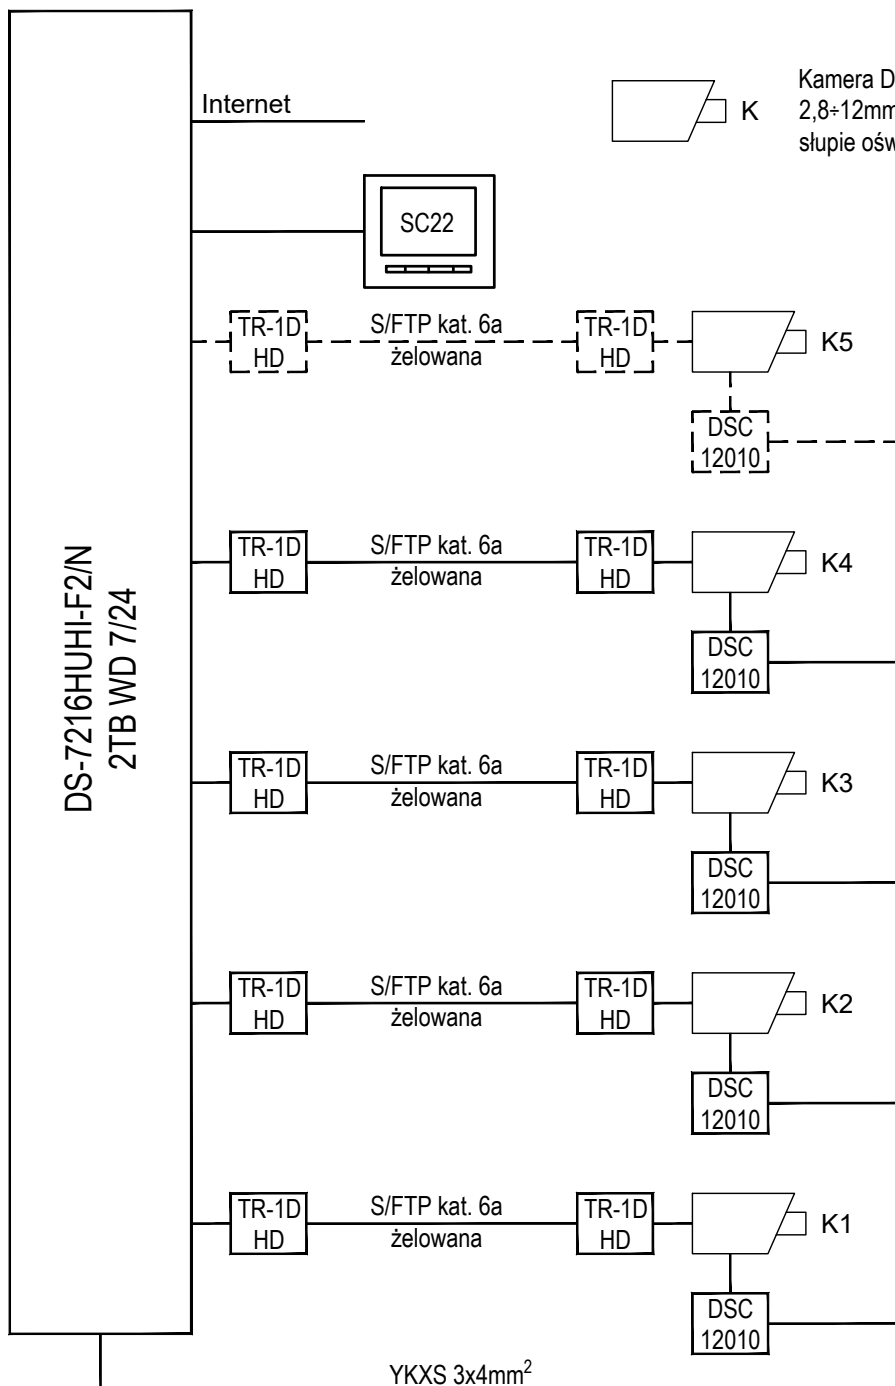 Internet
K
Kamera D
2,8÷12mm
słupie ośw
SC22
TR-1D
HD
S/FTP kat. 6a
żelowana
TR-1D
HD
K5
DSC
12010
TR-1D
HD
S/FTP kat. 6a
żelowana
TR-1D
HD
K4
DSC
12010
DS-7216HUHI-F2/N
2TB WD 7/24
TR-1D
HD
S/FTP kat. 6a
żelowana
TR-1D
HD
K3
DSC
12010
TR-1D
HD
S/FTP kat. 6a
żelowana
TR-1D
HD
K2
DSC
12010
TR-1D
HD
S/FTP kat. 6a
żelowana
TR-1D
HD
K1
DSC
12010
YKXS 3x4mm²